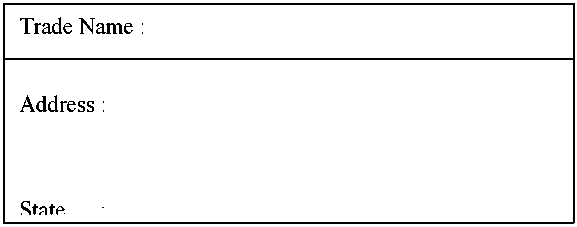 Trade Name :
Address :
State :